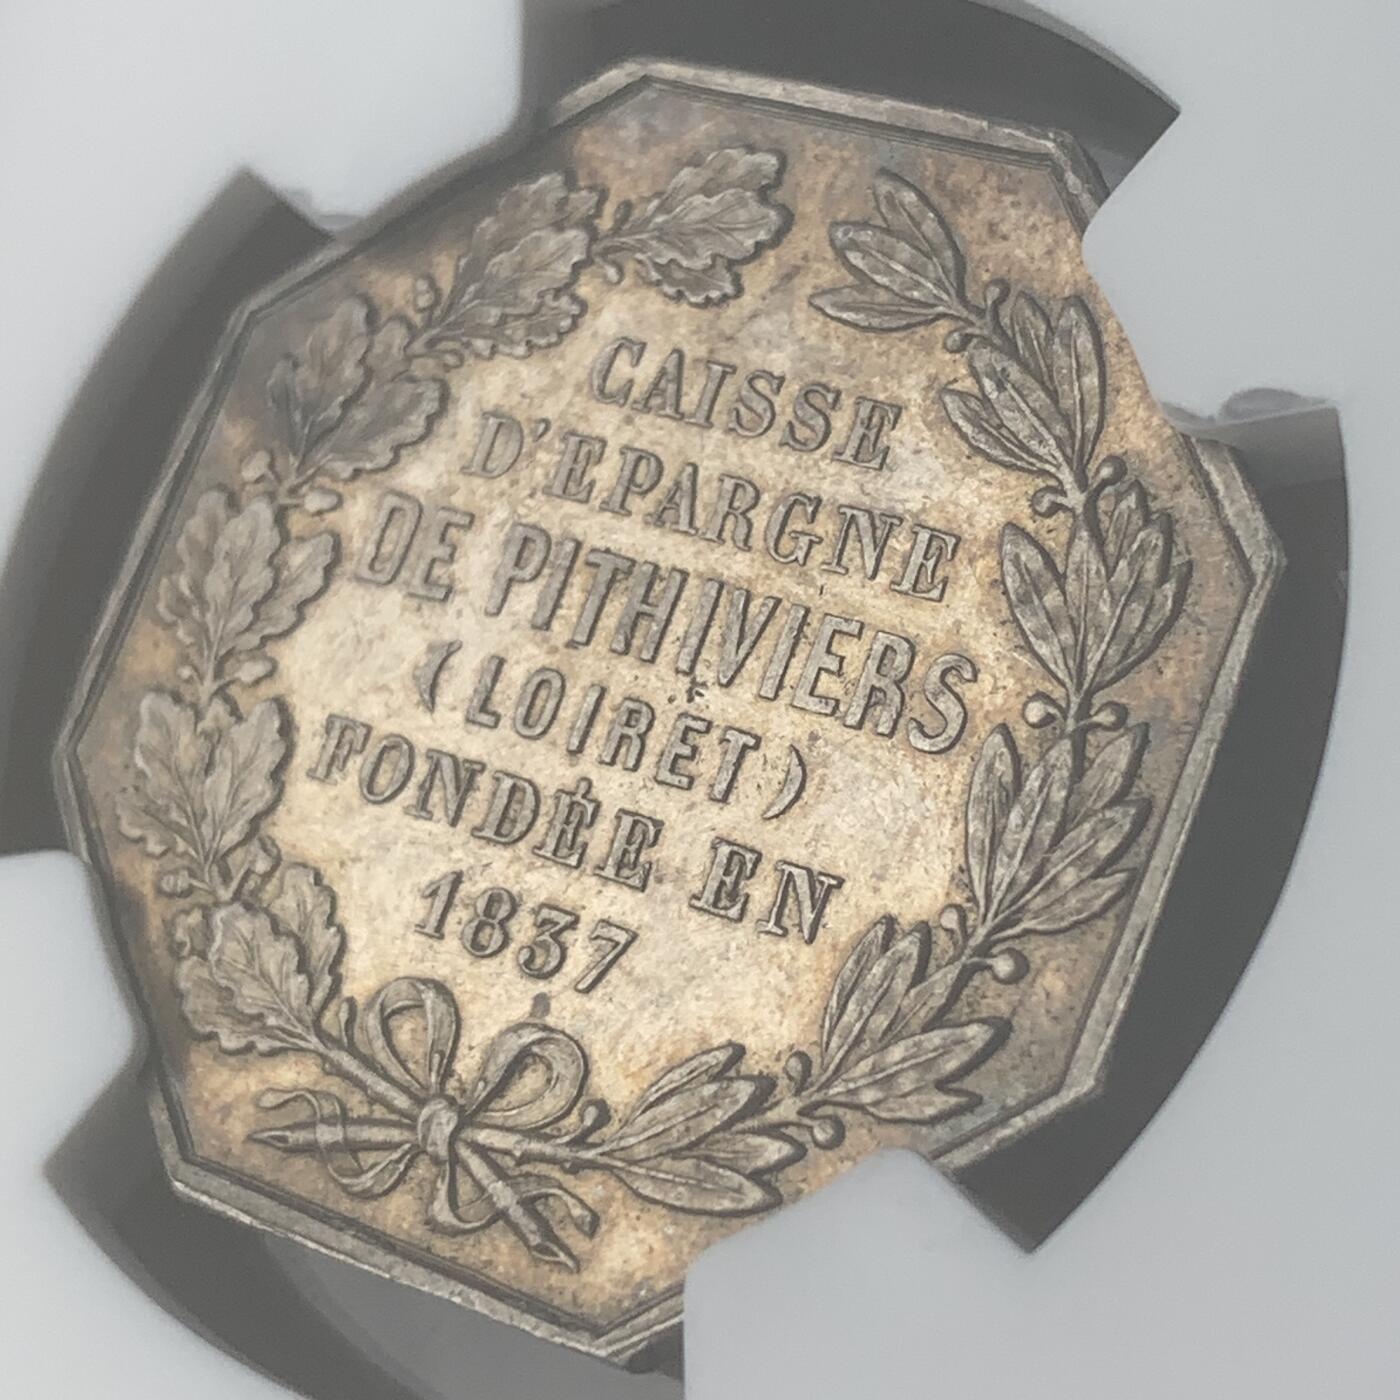 CAISSE
D'EPARGNE
DE PITHIVIERS
(LOIRET)
FONDÉE EN
1837